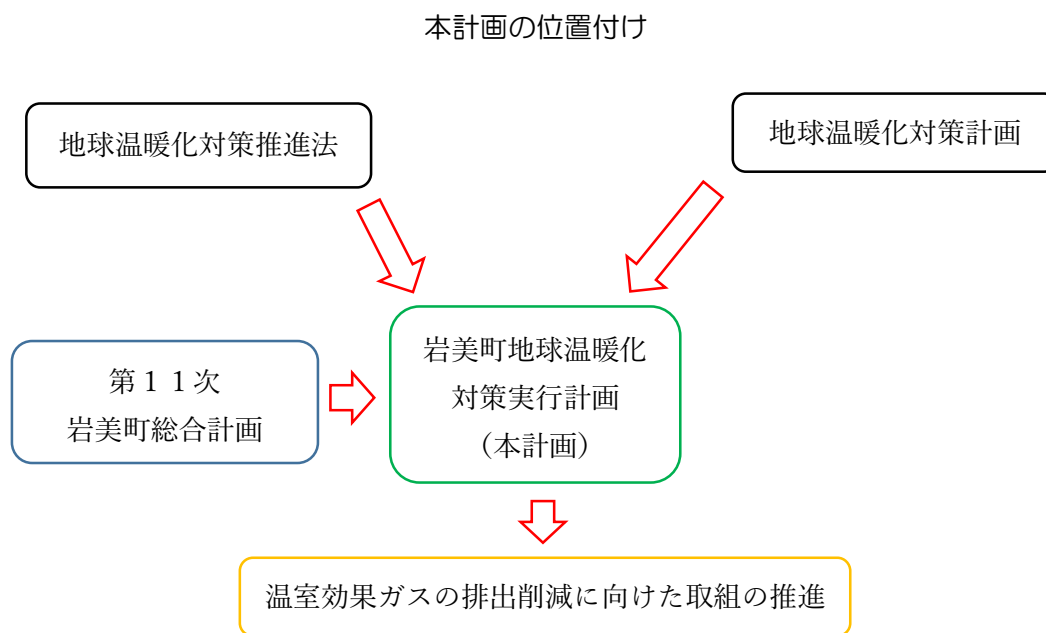 本計画の位置付け
地球温暖化対策推進法
地球温暖化対策計画
第１１次
岩美町総合計画
岩美町地球温暖化
対策実行計画
（本計画）
温室効果ガスの排出削減に向けた取組の推進